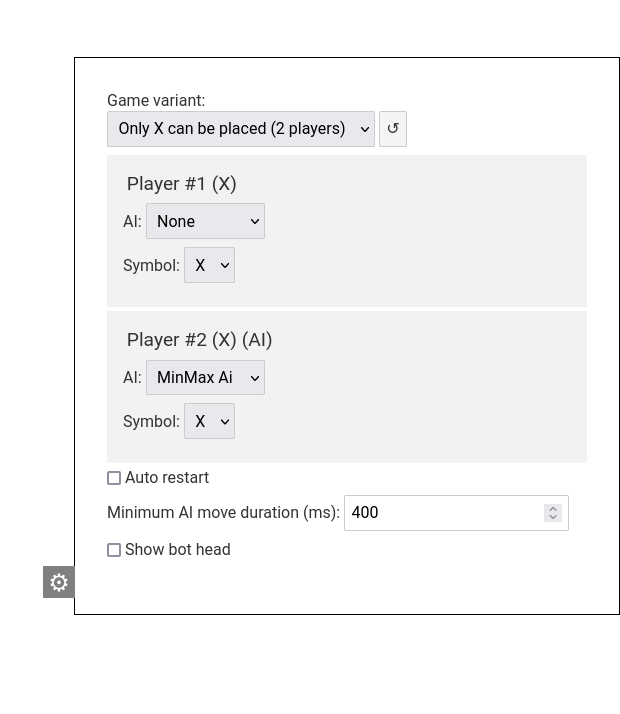 Game variant:
Only X can be placed (2 players)
Player #1 (X)
AI: None
Symbol: X
Player #2 (X) (AI)
AI: MinMax Ai
Symbol: X
Auto restart
Minimum AI move duration (ms): 400
Show bot head